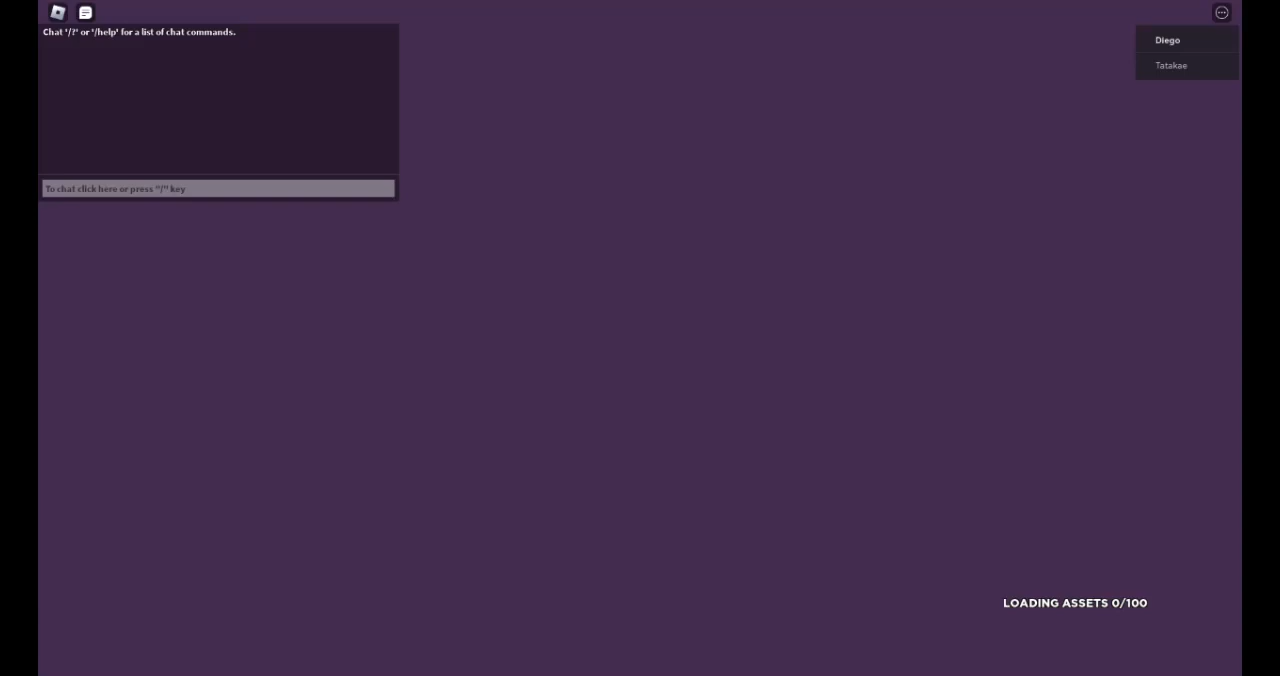 Chat '/?' or '/help' for a list of chat commands.
Diego
Tatakae
To chat click here or press "/" key
LOADING ASSETS 0/100